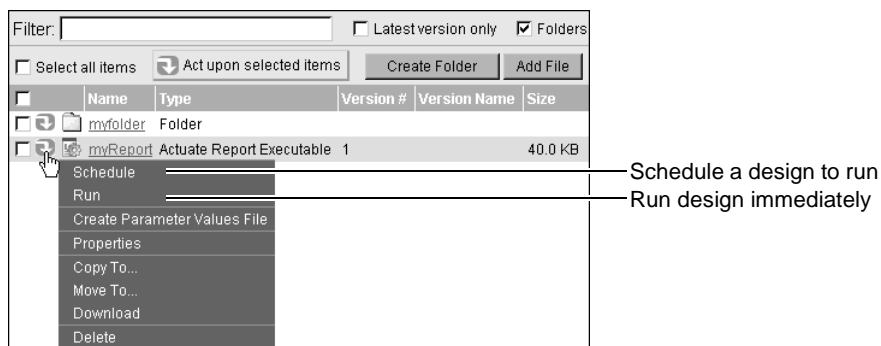 Filter: Latest version only Folders
Select all items Act upon selected items Create Folder Add File
Name Type Version # Version Name Size
myfolder Folder
myReport Actuate Report Executable 1 40.0 KB
Schedule Schedule a design to run
Run Run design immediately
Create Parameter Values File
Properties
Copy To...
Move To...
Download
Delete